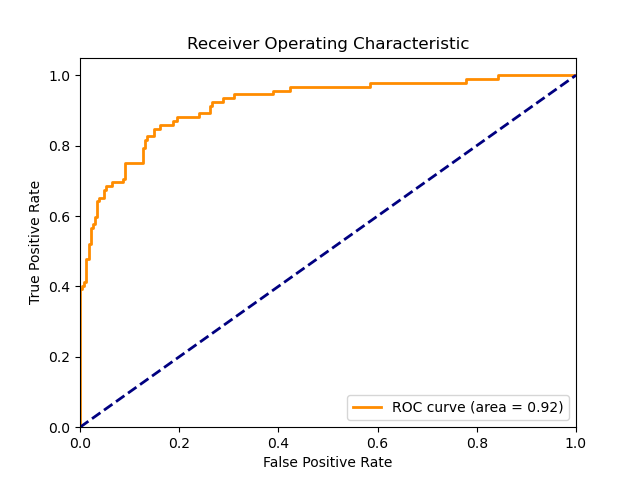 Receiver Operating Characteristic
True Positive Rate
1.0
0.8
0.6
0.4
0.2
0.0
ROC curve (area = 0.92)
0.0 0.2 0.4 0.6 0.8 1.0
False Positive Rate